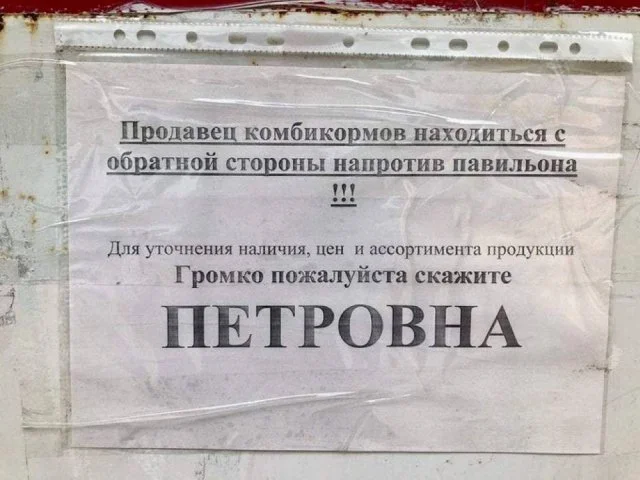 Продавец комбикормов находиться с
обратной стороны напротив павильона
!!!
Для уточнения наличия, цен и ассортимента продукции
Громко пожалуйста скажите
ПЕТРОВНА